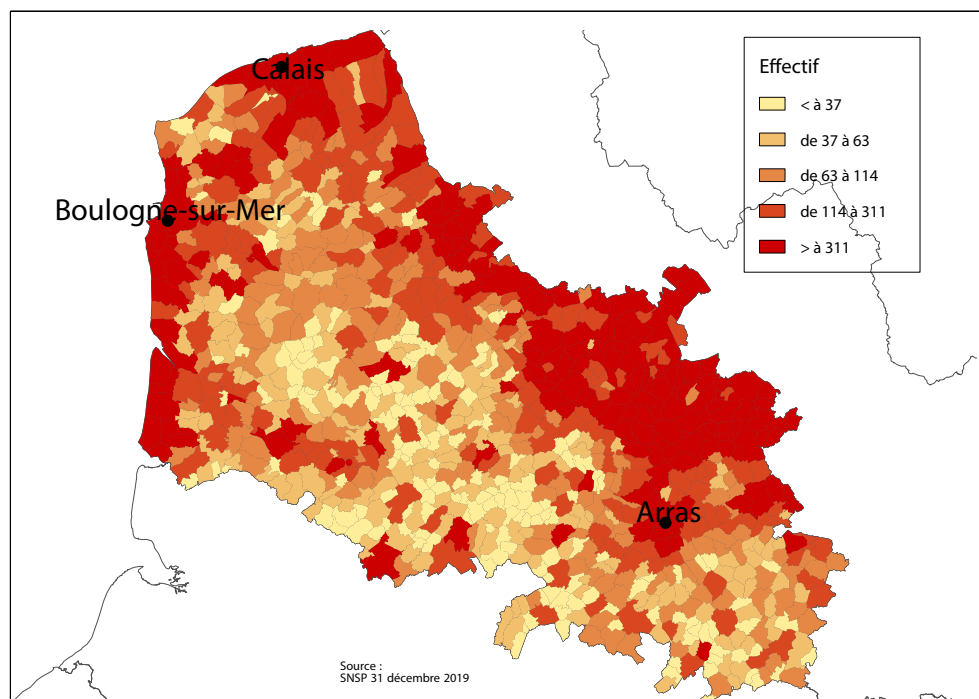 Calais
Boulogne-sur-Mer
Arras
Effectif
< à 37
de 37 à 63
de 63 à 114
de 114 à 311
> à 311
Source :
SNSP 31 décembre 2019